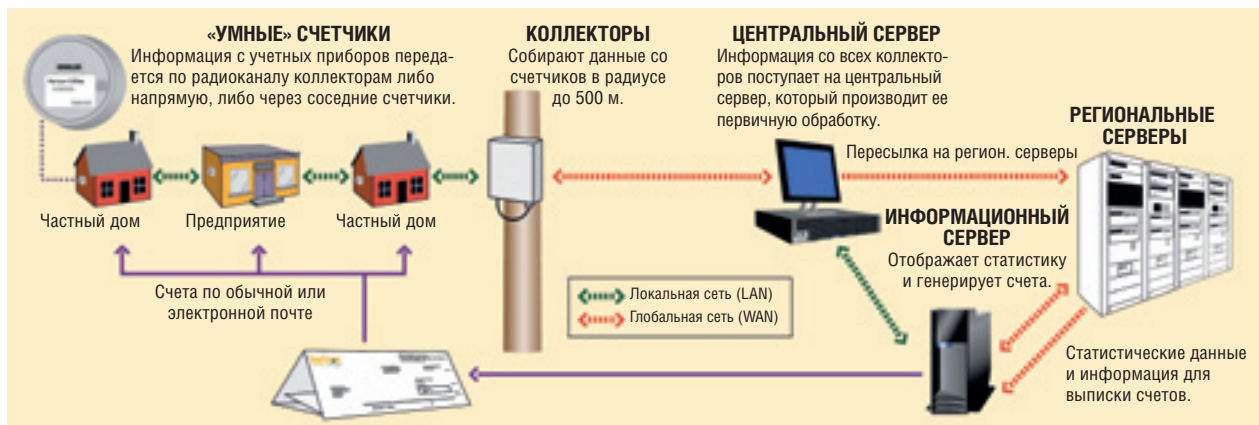 «УМНЫЕ» СЧЕТЧИКИ
Информация с учетных приборов переда-
ется по радиоканалу коллекторам либо
напрямую, либо через соседние счетчики.
КОЛЛЕКТОРЫ
Собирают данные со
счетчиков в радиусе
до 500 м.
ЦЕНТРАЛЬНЫЙ СЕРВЕР
Информация со всех коллекто-
ров поступает на центральный
сервер, который производит ее
первичную обработку.
РЕГИОНАЛЬНЫЕ
СЕРВЕРЫ
Пересылка на регион. серверы
Частный дом
Предприятие
Частный дом
ИНФОРМАЦИОННЫЙ
СЕРВЕР
Отображает статистику
и генерирует счета.
Счета по обычной или
электронной почте
Локальная сеть (LAN)
Глобальная сеть (WAN)
Статистические данные
и информация для
выписки счетов.